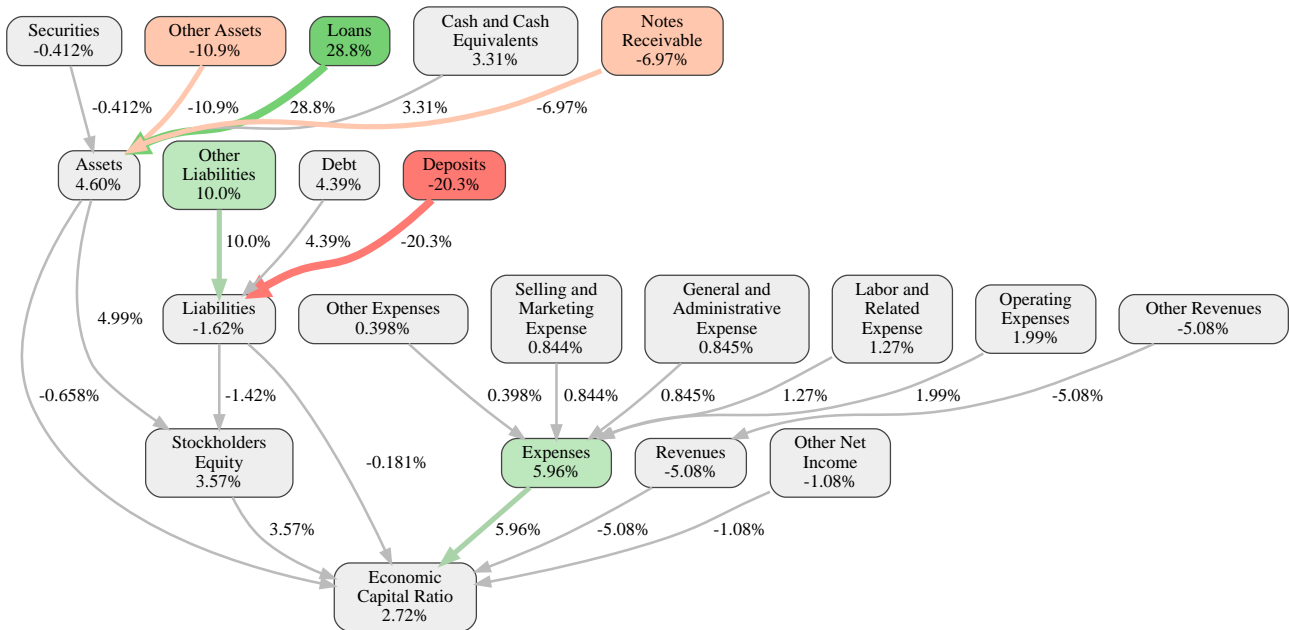 Securities
-0.412%
Other Assets
-10.9%
Loans
28.8%
Cash and Cash
Equivalents
3.31%
Notes
Receivable
-6.97%
-0.412%
-10.9%
28.8%
3.31%
-6.97%
Assets
4.60%
Other
Liabilities
10.0%
Debt
4.39%
Deposits
-20.3%
10.0%
4.39%
-20.3%
Liabilities
-1.62%
Other Expenses
0.398%
Selling and
Marketing
Expense
0.844%
General and
Administrative
Expense
0.845%
Labor and
Related
Expense
1.27%
Operating
Expenses
1.99%
Other Revenues
-5.08%
4.99%
-0.658%
-1.42%
0.398%
0.844%
0.845%
1.27%
1.99%
-5.08%
Stockholders
Equity
3.57%
-0.181%
Expenses
5.96%
Revenues
-5.08%
Other Net
Income
-1.08%
3.57%
5.96%
-5.08%
-1.08%
Economic
Capital Ratio
2.72%